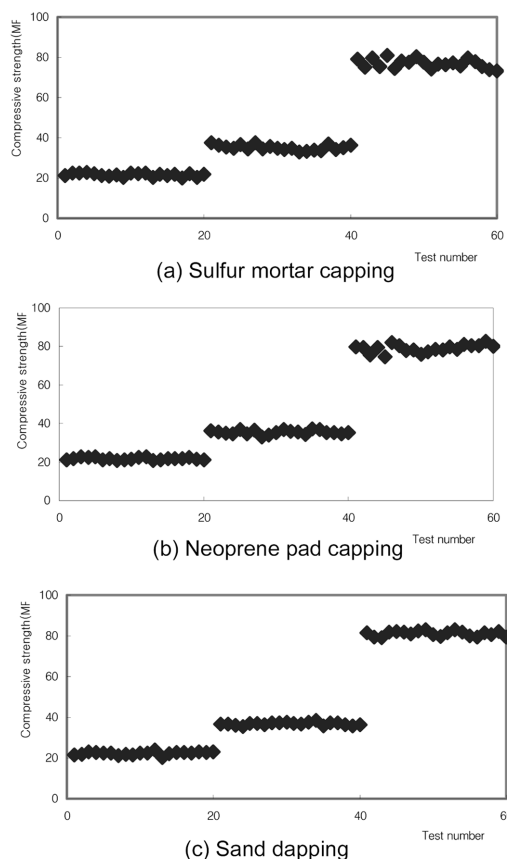 Compressive strength(MF
100
80
60
40
20
0
0 20 40 60
Test number
(a) Sulfur mortar capping
Compressive strength(MF
100
80
60
40
20
0
0 20 40 60
Test number
(b) Neoprene pad capping
Compressive strength(MF
100
80
60
40
20
0
0 20 40 60
Test number
(c) Sand dapping